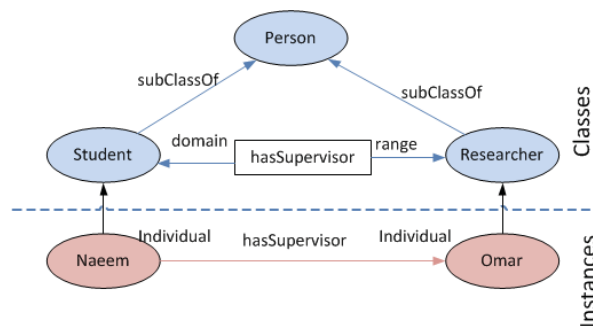 Person
subClassOf
subClassOf
Classes
domain
range
Student
hasSupervisor
Researcher
Individual
hasSupervisor
Individual
Naeem
Omar
Instances